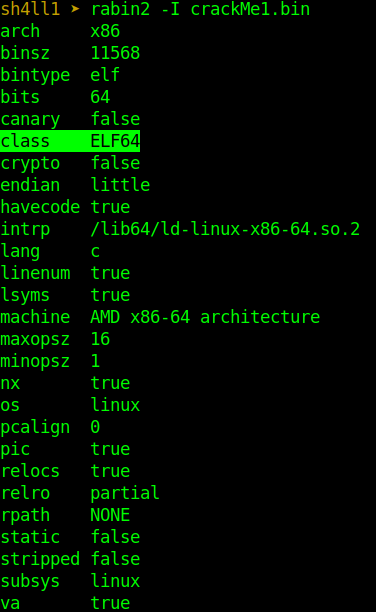 sh4ll1 ➤ rabin2 -I crackMe1.bin
arch     x86
binsz    11568
bintype  elf
bits     64
canary   false
class    ELF64
crypto   false
endian   little
havecode true
intrp    /lib64/ld-linux-x86-64.so.2
lang     c
linenum  true
lsyms    true
machine  AMD x86-64 architecture
maxopsz  16
minopsz  1
nx       true
os       linux
pcalign  0
pic      true
relocs   true
relro    partial
rpath    NONE
static   false
stripped false
subsys   linux
va       true